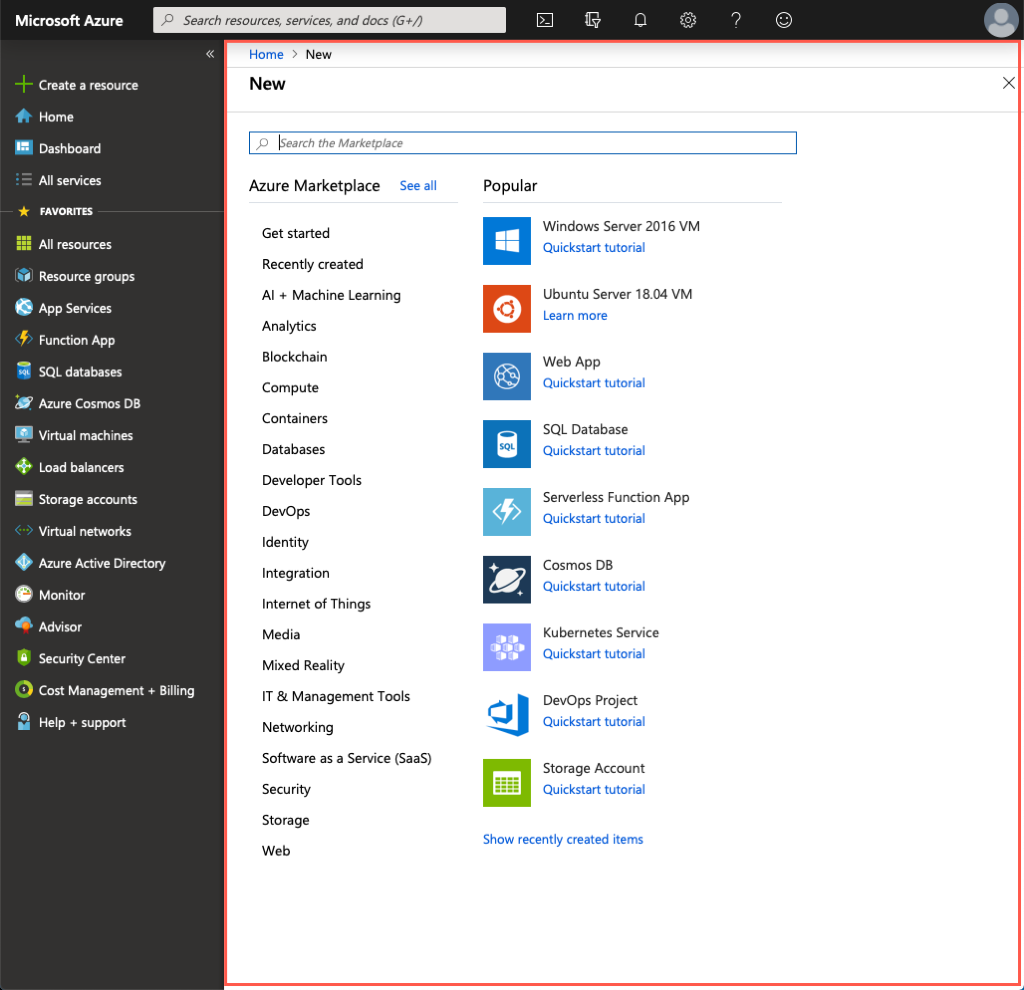 Microsoft Azure
Search resources, services, and docs (G+/)
«
Create a resource
Home
Dashboard
All services
FAVORITES
All resources
Resource groups
App Services
Function App
SQL databases
Azure Cosmos DB
Virtual machines
Load balancers
Storage accounts
Virtual networks
Azure Active Directory
Monitor
Advisor
Security Center
Cost Management + Billing
Help + support
Home > New
New
Search the Marketplace
Azure Marketplace See all
Get started
Recently created
AI + Machine Learning
Analytics
Blockchain
Compute
Containers
Databases
Developer Tools
DevOps
Identity
Integration
Internet of Things
Media
Mixed Reality
IT & Management Tools
Networking
Software as a Service (SaaS)
Security
Storage
Web
Popular
Windows Server 2016 VM
Quickstart tutorial
Ubuntu Server 18.04 VM
Learn more
Web App
Quickstart tutorial
SQL
SQL Database
Quickstart tutorial
Serverless Function App
Quickstart tutorial
Cosmos DB
Quickstart tutorial
Kubernetes Service
Quickstart tutorial
DevOps Project
Quickstart tutorial
Storage Account
Quickstart tutorial
Show recently created items